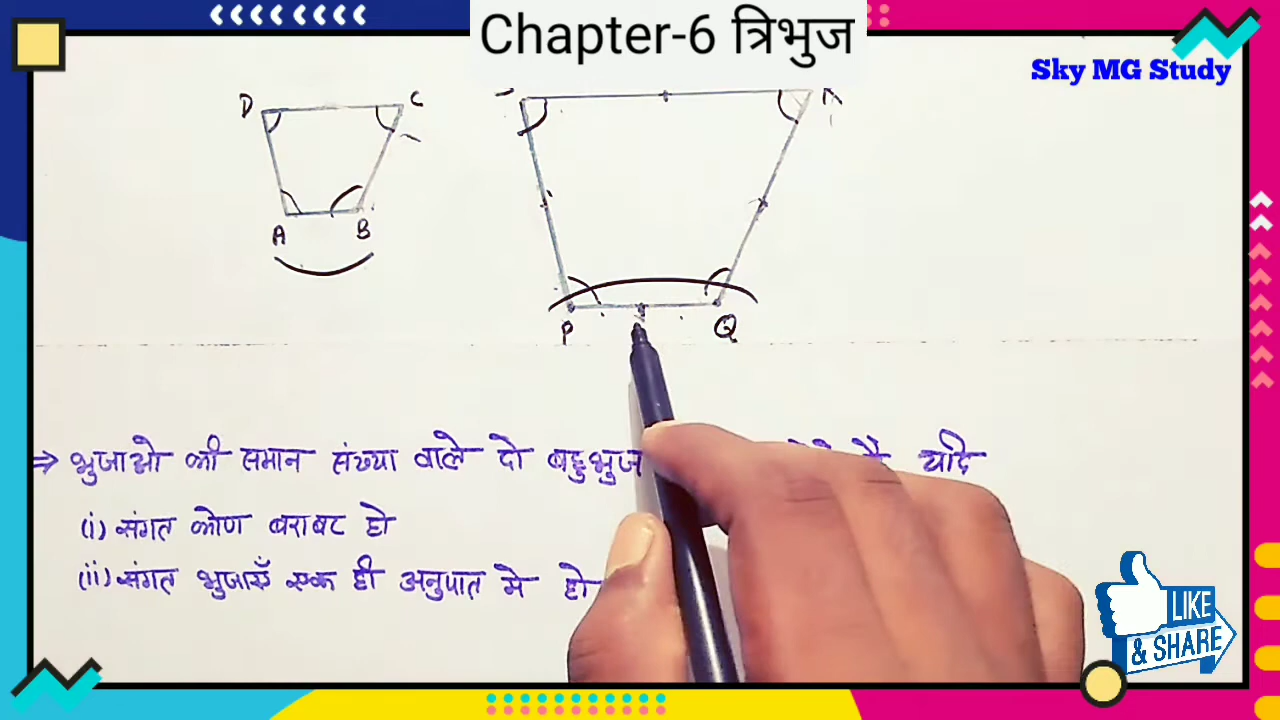 Chapter-6 त्रिभुज
Sky MG Study
D C
A B
P Q
⇒ भुजाओ की समान संख्या वाले दो बहुभुज है यदि
(i) संगत कोण बराबर हो
(ii) संगत भुजाएँ एक ही अनुपात मे हो
LIKE
& SHARE